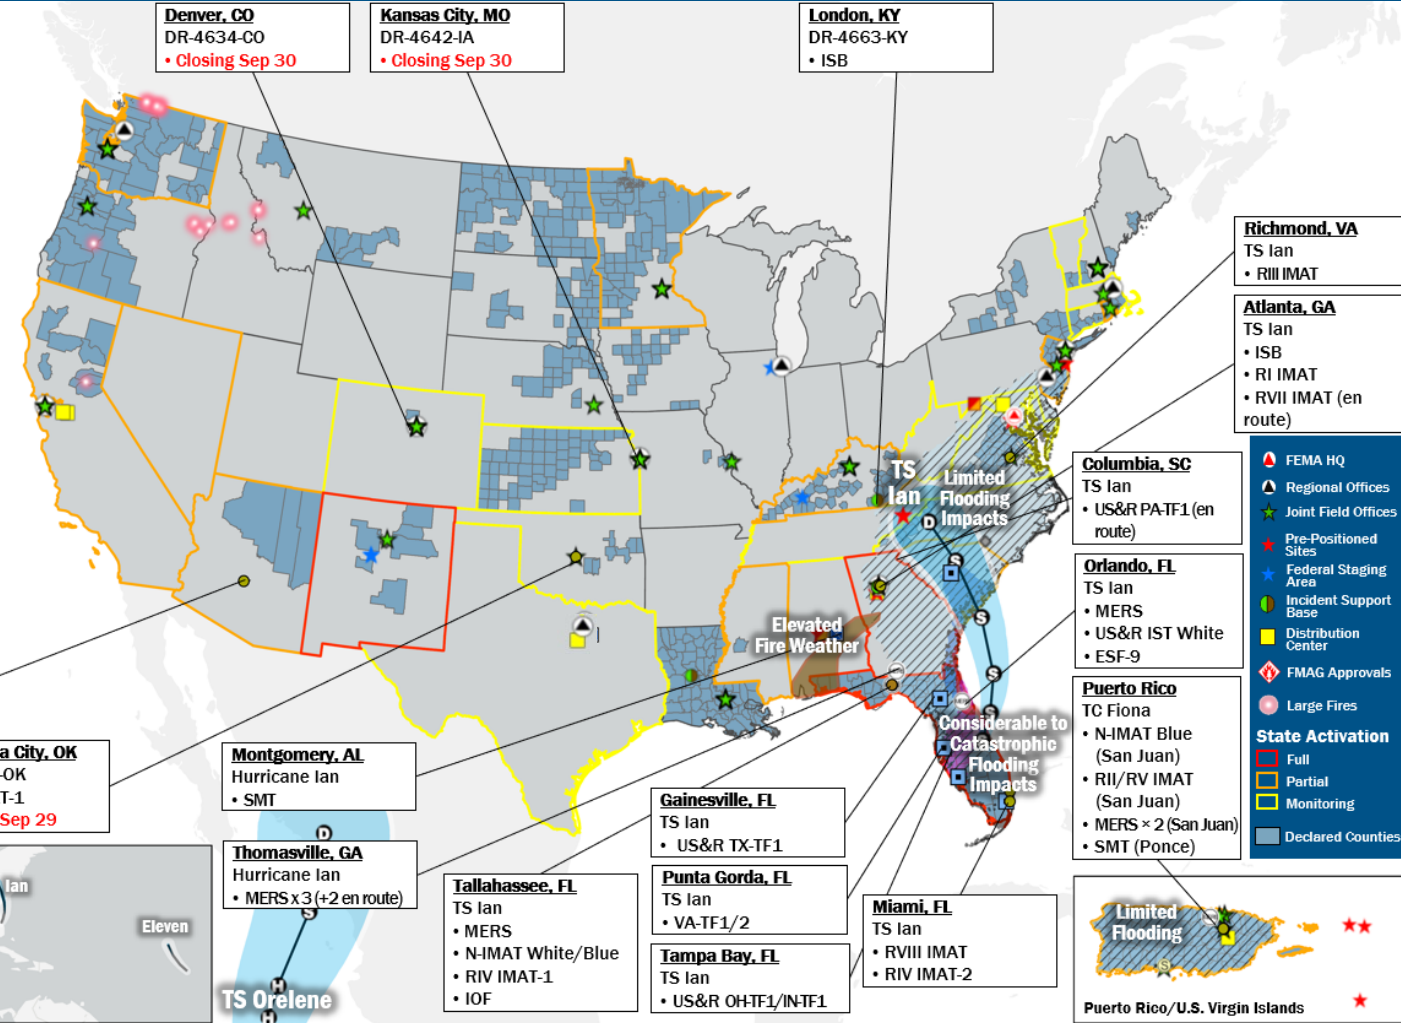 Denver, CO
DR-4634-CO
• Closing Sep 30
Kansas City, MO
DR-4642-IA
• Closing Sep 30
London, KY
DR-4663-KY
• ISB
Richmond, VA
TS Ian
• RIII IMAT
Atlanta, GA
TS Ian
• ISB
• RI IMAT
• RVII IMAT (en
route)
Columbia, SC
TS Ian
• US&R PA-TF1 (en
route)
Orlando, FL
TS Ian
• MERS
• US&R IST White
• ESF-9
Puerto Rico
TC Fiona
• N-IMAT Blue
(San Juan)
• RII/RV IMAT
(San Juan)
• MERS × 2 (San Juan)
• SMT (Ponce)
FEMA HQ
Regional Offices
Joint Field Offices
Pre-Positioned
Sites
Federal Staging
Area
Incident Support
Base
Distribution
Center
FMAG Approvals
Large Fires
State Activation
Full
Partial
Monitoring
Declared Counties
TS
Ian
Limited
Flooding
Impacts
D
S
S
S
S
Elevated
Fire Weather
Considerable to
Catastrophic
Flooding
Impacts
a City, OK
-OK
T-1
Sep 29
Montgomery, AL
Hurricane Ian
• SMT
Thomasville, GA
Hurricane Ian
• MERS x 3 (+2 en route)
Tallahassee, FL
TS Ian
• MERS
• N-IMAT White/Blue
• RIV IMAT-1
• IOF
Gainesville, FL
TS Ian
• US&R TX-TF1
Punta Gorda, FL
TS Ian
• VA-TF1/2
Tampa Bay, FL
TS Ian
• US&R OH-TF1/IN-TF1
Miami, FL
TS Ian
• RVIII IMAT
• RIV IMAT-2
Ian
Eleven
D
S
H
TS Orelene
H
Limited
Flooding
S
Puerto Rico/U.S. Virgin Islands